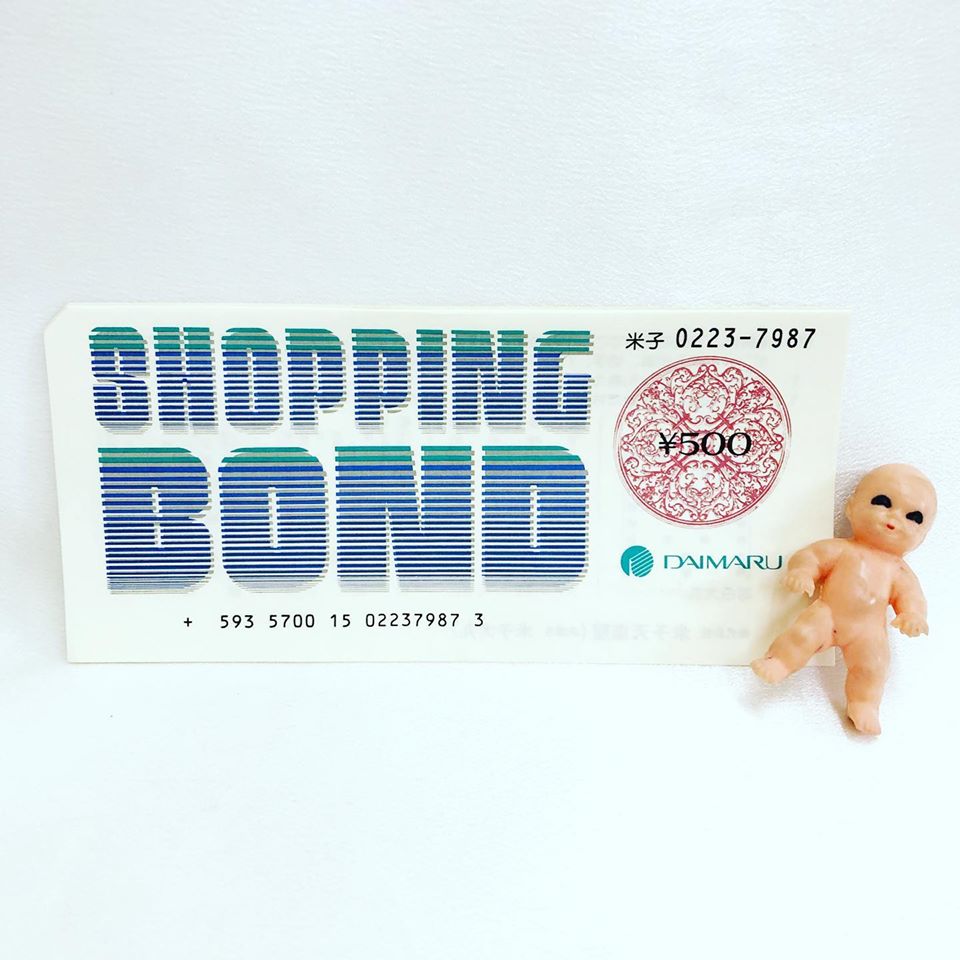 SHOPPING
BOND
米子 0223-7987
¥500
DAIMARU
+ 593 5700 15 02237987 3